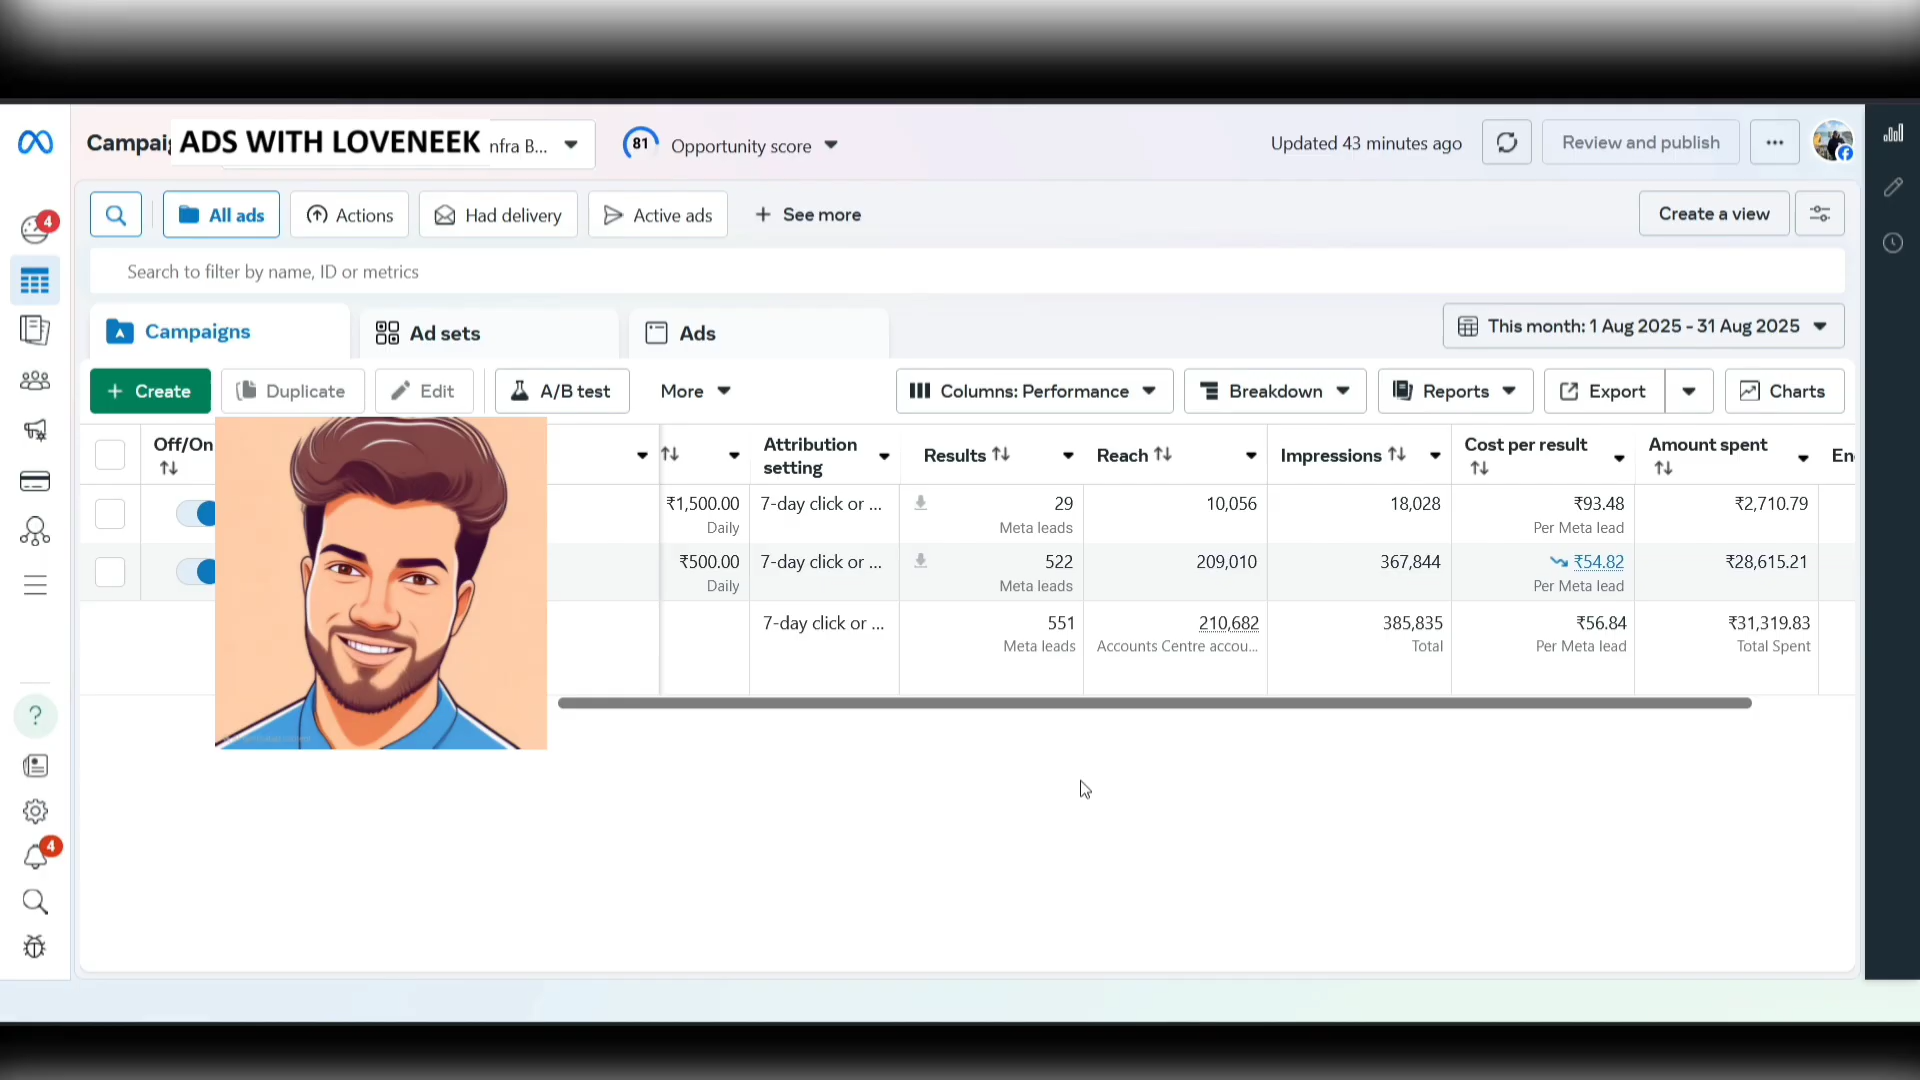 Campaig
ADS WITH LOVENEEK
nfra B...
81
Opportunity score
Updated 43 minutes ago
Review and publish
4
All ads
Actions
Had delivery
Active ads
See more
Create a view
Search to filter by name, ID or metrics
Campaigns
Ad sets
Ads
This month: 1 Aug 2025 - 31 Aug 2025
+ Create
Duplicate
Edit
A/B test
More
Columns: Performance
Breakdown
Reports
Export
Charts
Off/On
Attribution
setting
Results
Reach
Impressions
Cost per result
Amount spent
En
₹1,500.00
7-day click or ...
29
10,056
18,028
₹93.48
₹2,710.79
Daily
Meta leads
Per Meta lead
₹500.00
7-day click or ...
522
209,010
367,844
₹54.82
₹28,615.21
Daily
Meta leads
Per Meta lead
7-day click or ...
551
210,682
385,835
₹56.84
₹31,319.83
Meta leads
Accounts Centre accou...
Total
Per Meta lead
Total Spent
?
4